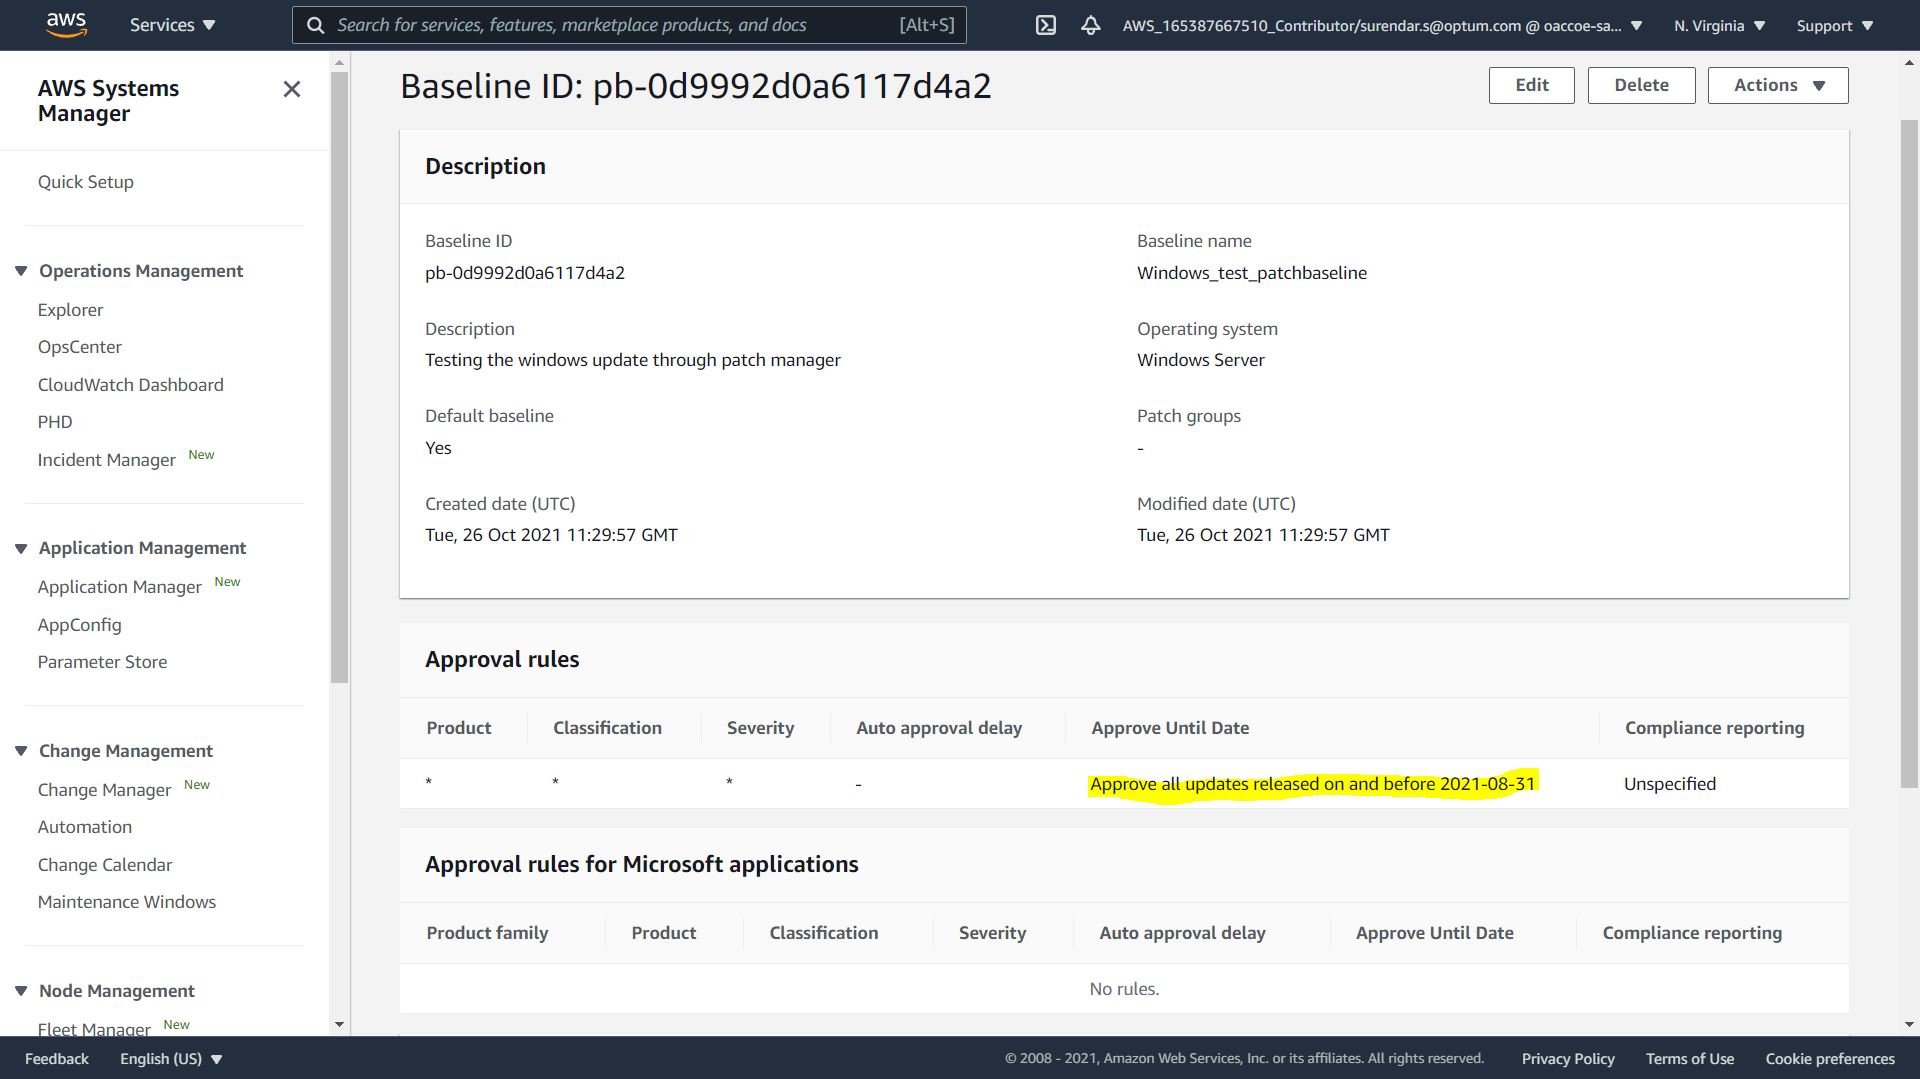 aws
Services
Search for services, features, marketplace products, and docs [Alt+S]
AWS_165387667510_Contributor/surendar.s@optum.com @ oaccoe-sa...
N. Virginia
Support
AWS Systems
Manager
Quick Setup
Operations Management
Explorer
OpsCenter
CloudWatch Dashboard
PHD
Incident Manager New
Application Management
Application Manager New
AppConfig
Parameter Store
Change Management
Change Manager New
Automation
Change Calendar
Maintenance Windows
Node Management
Fleet Manager New
Baseline ID: pb-0d9992d0a6117d4a2
Edit
Delete
Actions
Description
Baseline ID
pb-0d9992d0a6117d4a2
Baseline name
Windows_test_patchbaseline
Description
Testing the windows update through patch manager
Operating system
Windows Server
Default baseline
Yes
Patch groups
-
Created date (UTC)
Tue, 26 Oct 2021 11:29:57 GMT
Modified date (UTC)
Tue, 26 Oct 2021 11:29:57 GMT
Approval rules
Product Classification Severity Auto approval delay Approve Until Date Compliance reporting
* * * - Approve all updates released on and before 2021-08-31 Unspecified
Approval rules for Microsoft applications
Product family Product Classification Severity Auto approval delay Approve Until Date Compliance reporting
No rules.
Feedback
English (US)
© 2008 - 2021, Amazon Web Services, Inc. or its affiliates. All rights reserved.
Privacy Policy
Terms of Use
Cookie preferences